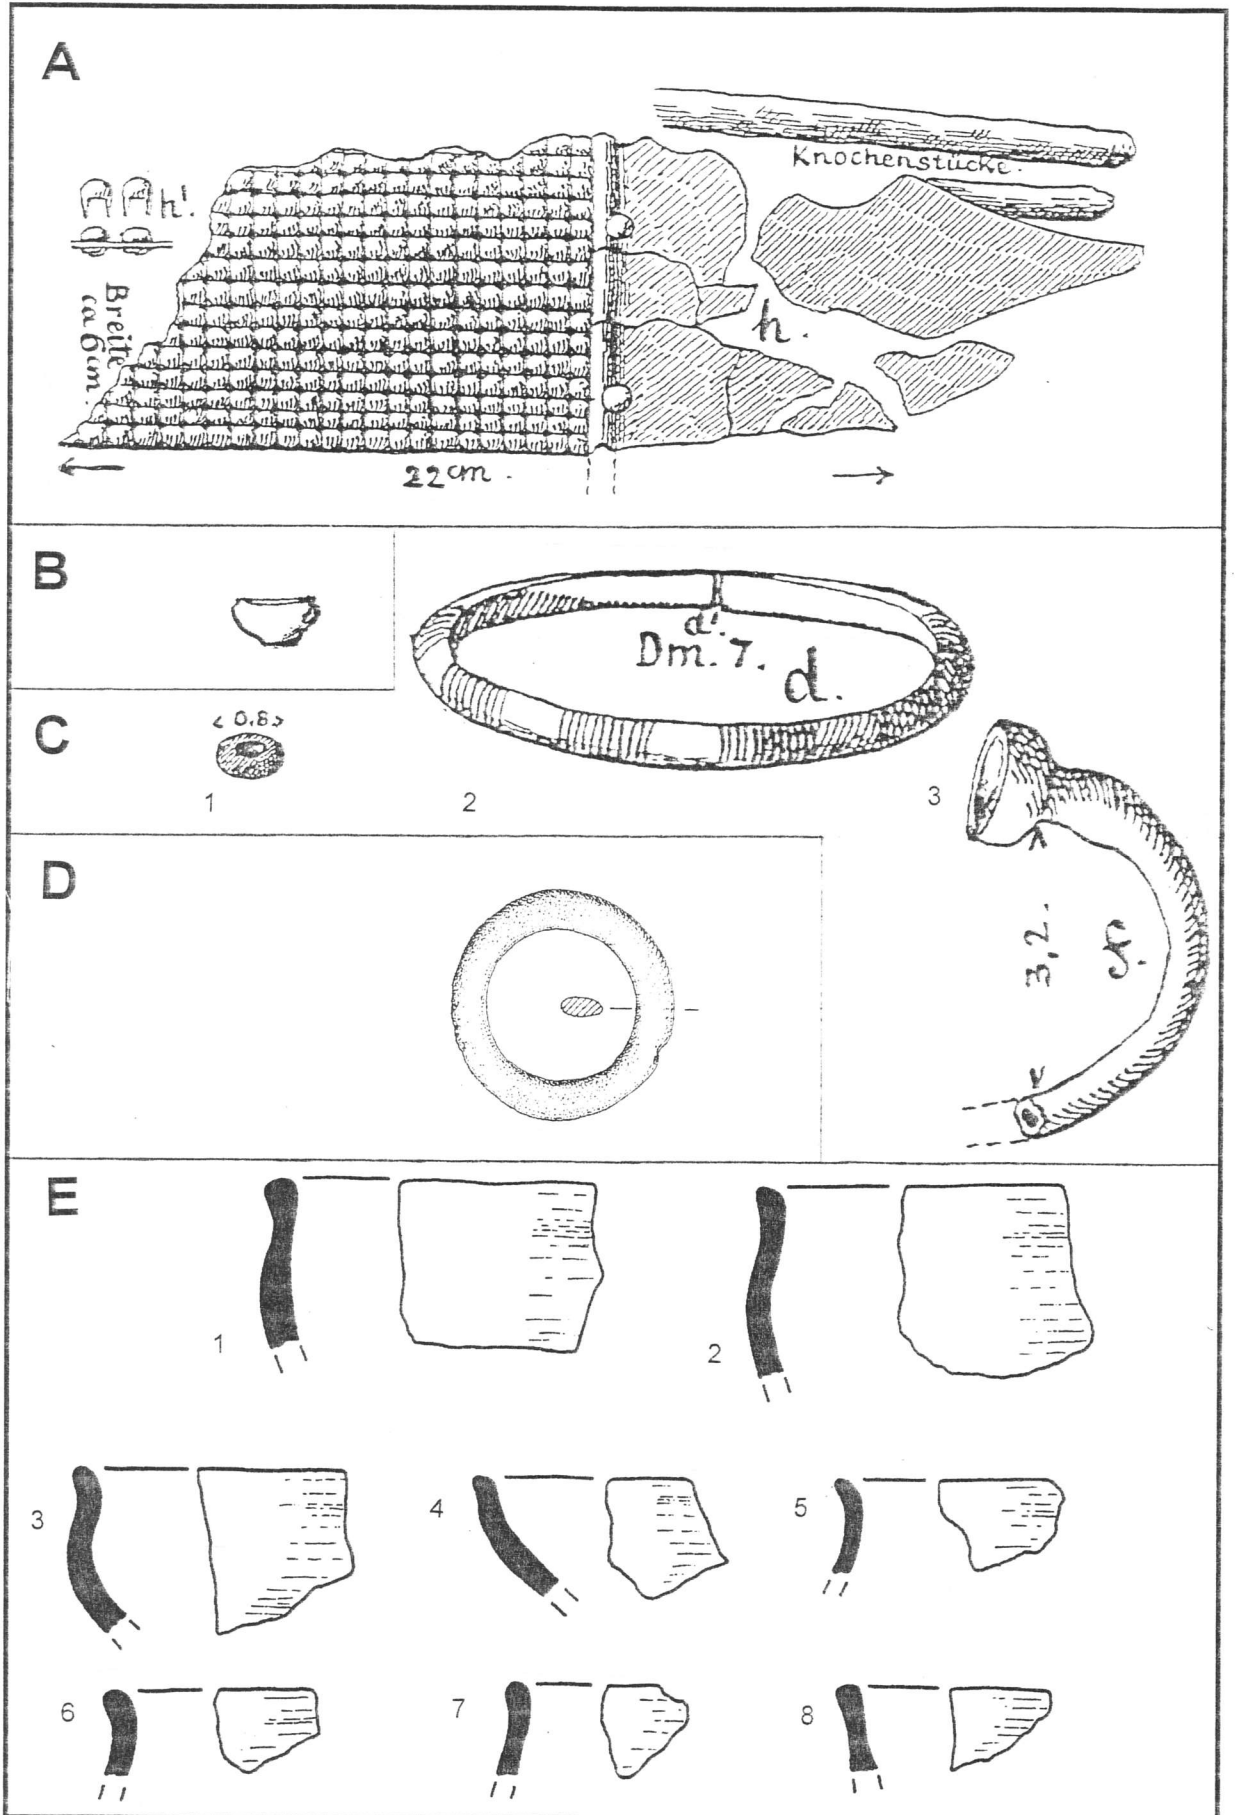 A
Knochenstücke.
h'.
Breite
ca 6 cm.
h.
22 cm.
B
a'.
Dm. 7.
d.
C
< 0,8 >
1
2
3
D
3,2.
E
1
2
3
4
5
6
7
8